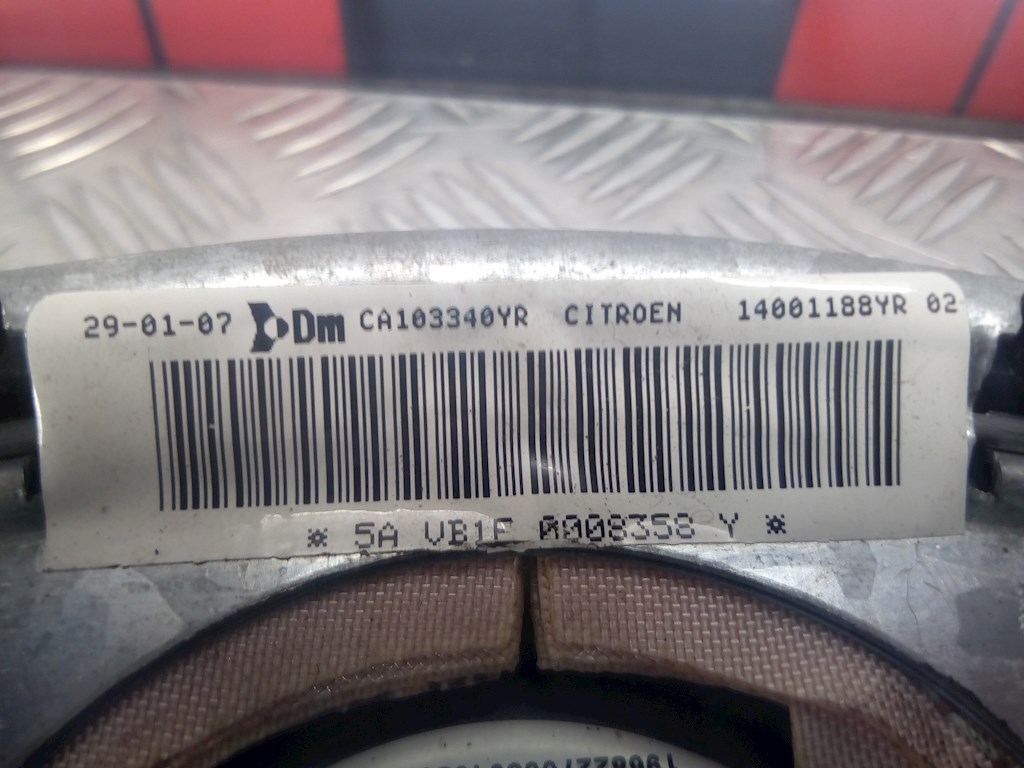 29-01-07 Dm CA103340YR CITROEN 14001188YR 02
* 5A VB1F 0008358 Y *